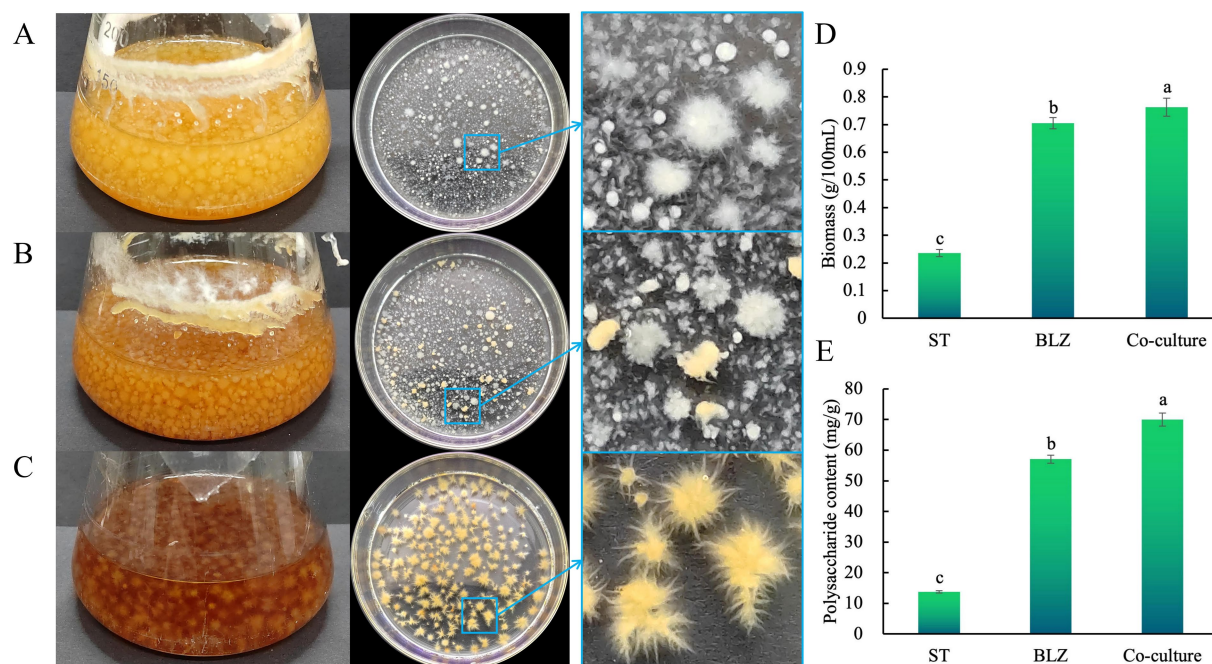 A
200
150
B
C
D
Biomass (g/100mL)
0.9
0.8
0.7
0.6
0.5
0.4
0.3
0.2
0.1
0
c
b
a
ST BLZ Co-culture
E
Polysaccharide content (mg/g)
80
70
60
50
40
30
20
10
0
c
b
a
ST BLZ Co-culture